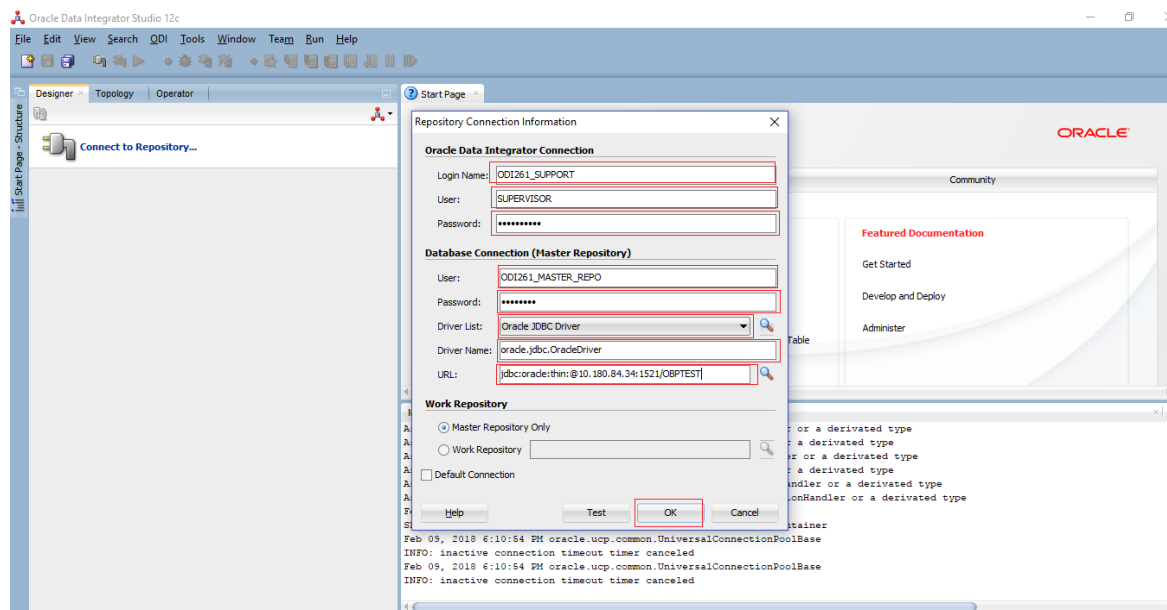 Oracle Data Integrator Studio 12c
File Edit View Search ODI Tools Window Team Run Help
Designer Topology Operator
Start Page
Start Page - Structure
Connect to Repository...
Repository Connection Information
ORACLE
Community
Oracle Data Integrator Connection
Login Name: ODI261_SUPPORT
User: SUPERVISOR
Password: ••••••••••
Featured Documentation
Get Started
Develop and Deploy
Administer
Table
Database Connection (Master Repository)
User: ODI261_MASTER_REPO
Password: ••••••••
Driver List: Oracle JDBC Driver
Driver Name: oracle.jdbc.OracleDriver
URL: jdbc:oracle:thin:@10.180.84.34:1521/OBPTEST
Work Repository
Master Repository Only
Work Repository
Default Connection
Help Test OK Cancel
or a derivated type
a derivated type
er or a derivated type
a derivated type
andler or a derivated type
onHandler or a derivated type
tainer
Feb 09, 2018 6:10:54 PM oracle.ucp.common.UniversalConnectionPoolBase
INFO: inactive connection timeout timer canceled
Feb 09, 2018 6:10:54 PM oracle.ucp.common.UniversalConnectionPoolBase
INFO: inactive connection timeout timer canceled